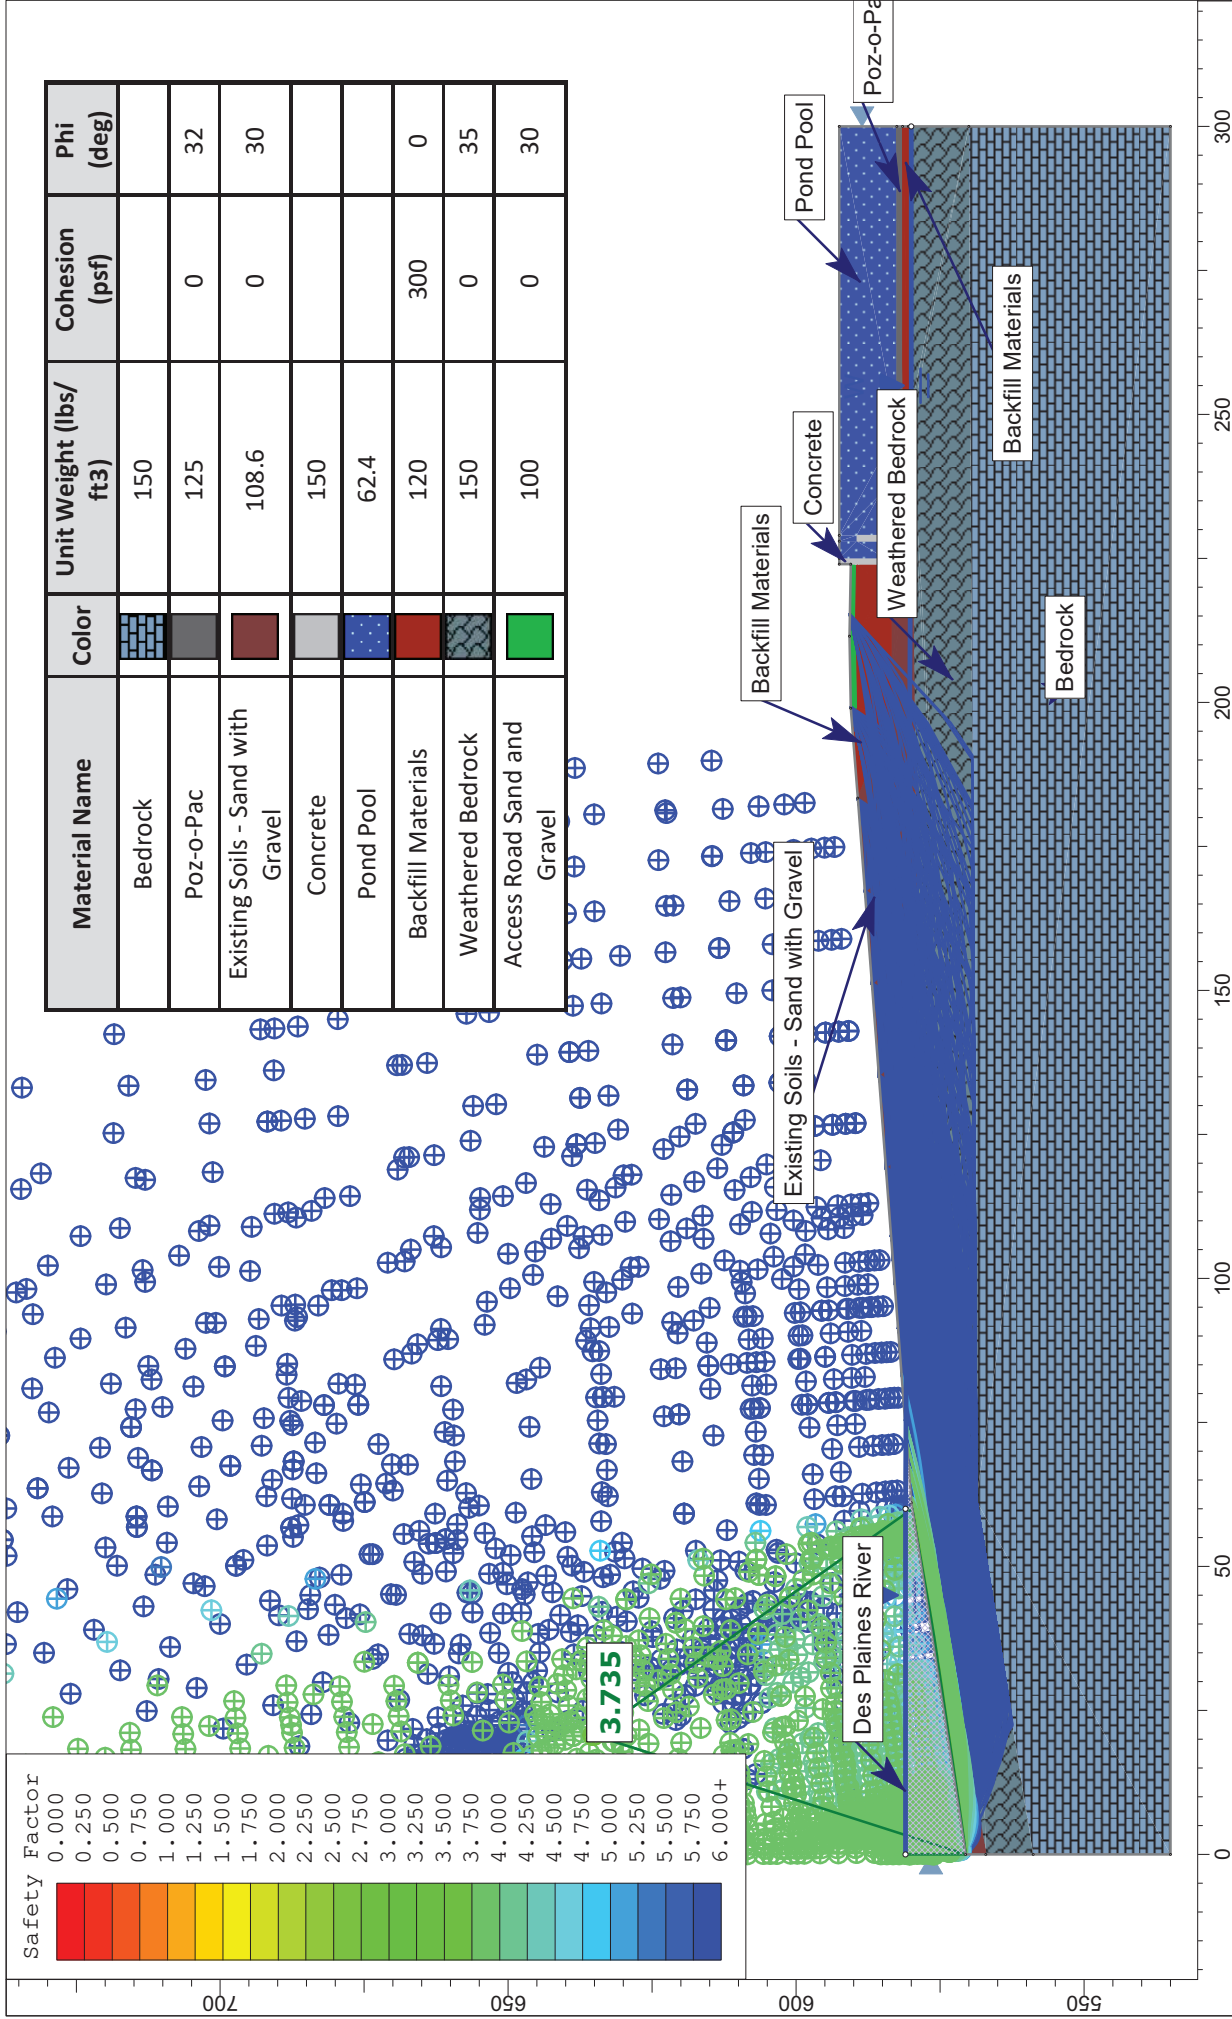 Safety Factor
0.000
0.250
0.500
0.750
1.000
1.250
1.500
1.750
2.000
2.250
2.500
2.750
3.000
3.250
3.500
3.750
4.000
4.250
4.500
4.750
5.000
5.250
5.500
5.750
6.000+
Material Name Color Unit Weight (lbs/ft3) Cohesion (psf) Phi (deg)
Bedrock 150
Poz-o-Pac 125 0 32
Existing Soils - Sand with Gravel 108.6 0 30
Concrete 150
Pond Pool 62.4
Backfill Materials 120 300 0
Weathered Bedrock 150 0 35
Access Road Sand and Gravel 100 0 30
3.735
Des Plaines River
Existing Soils - Sand with Gravel
Backfill Materials
Concrete
Pond Pool
Poz-o-Pa
Weathered Bedrock
Backfill Materials
Bedrock
700
650
600
550
0
50
100
150
200
250
300